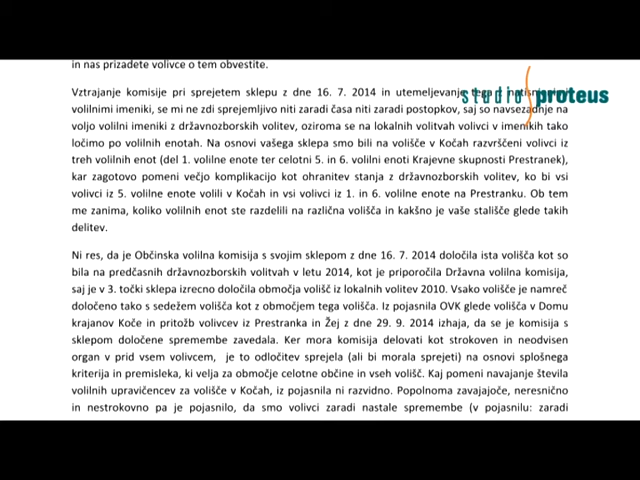 in nas prizadete volivce o tem obvestite.
Vztrajanje komisije pri sprejetem sklepu z dne 16. 7. 2014 in utemeljevanje tega z natisnjenimi
studio proteus
volilnimi imeniki, se mi ne zdi sprejemljivo niti zaradi časa niti zaradi postopkov, saj so navsezadnje na
voljo volilni imeniki z državnozborskih volitev, oziroma se na lokalnih volitvah volivci v imenikih tako
ločimo po volilnih enotah. Na osnovi vašega sklepa smo bili na volišče v Kočah razvrščeni volivci iz
treh volilnih enot (del 1. volilne enote ter celotni 5. in 6. volilni enoti Krajevne skupnosti Prestranek),
kar zagotovo pomeni večjo komplikacijo kot ohranitev stanja z državnozborskih volitev, ko bi vsi
volivci iz 5. volilne enote volili v Kočah in vsi volivci iz 1. in 6. volilne enote na Prestranku. Ob tem
me zanima, koliko volilnih enot ste razdelili na različna volišča in kakšno je vaše stališče glede takih
delitev.
Ni res, da je Občinska volilna komisija s svojim sklepom z dne 16. 7. 2014 določila ista volišča kot so
bila na predčasnih državnozborskih volitvah v letu 2014, kot je priporočila Državna volilna komisija,
saj je v 3. točki sklepa izrecno določila območja volišč iz lokalnih volitev 2010. Vsako volišče je namreč
določeno tako s sedežem volišča kot z območjem tega volišča. Iz pojasnila OVK glede volišča v Domu
krajanov Koče in pritožb volivcev iz Prestranka in Žej z dne 29. 9. 2014 izhaja, da se je komisija s
sklepom določene spremembe zavedala. Ker mora komisija delovati kot strokoven in neodvisen
organ v prid vsem volivcem, je to odločitev sprejela (ali bi morala sprejeti) na osnovi splošnega
kriterija in premisleka, ki velja za območje celotne občine in vseh volišč. Kaj pomeni navajanje števila
volilnih upravičencev za volišče v Kočah, iz pojasnila ni razvidno. Popolnoma zavajajoče, neresnično
in nestrokovno pa je pojasnilo, da smo volivci zaradi nastale spremembe (v pojasnilu: zaradi